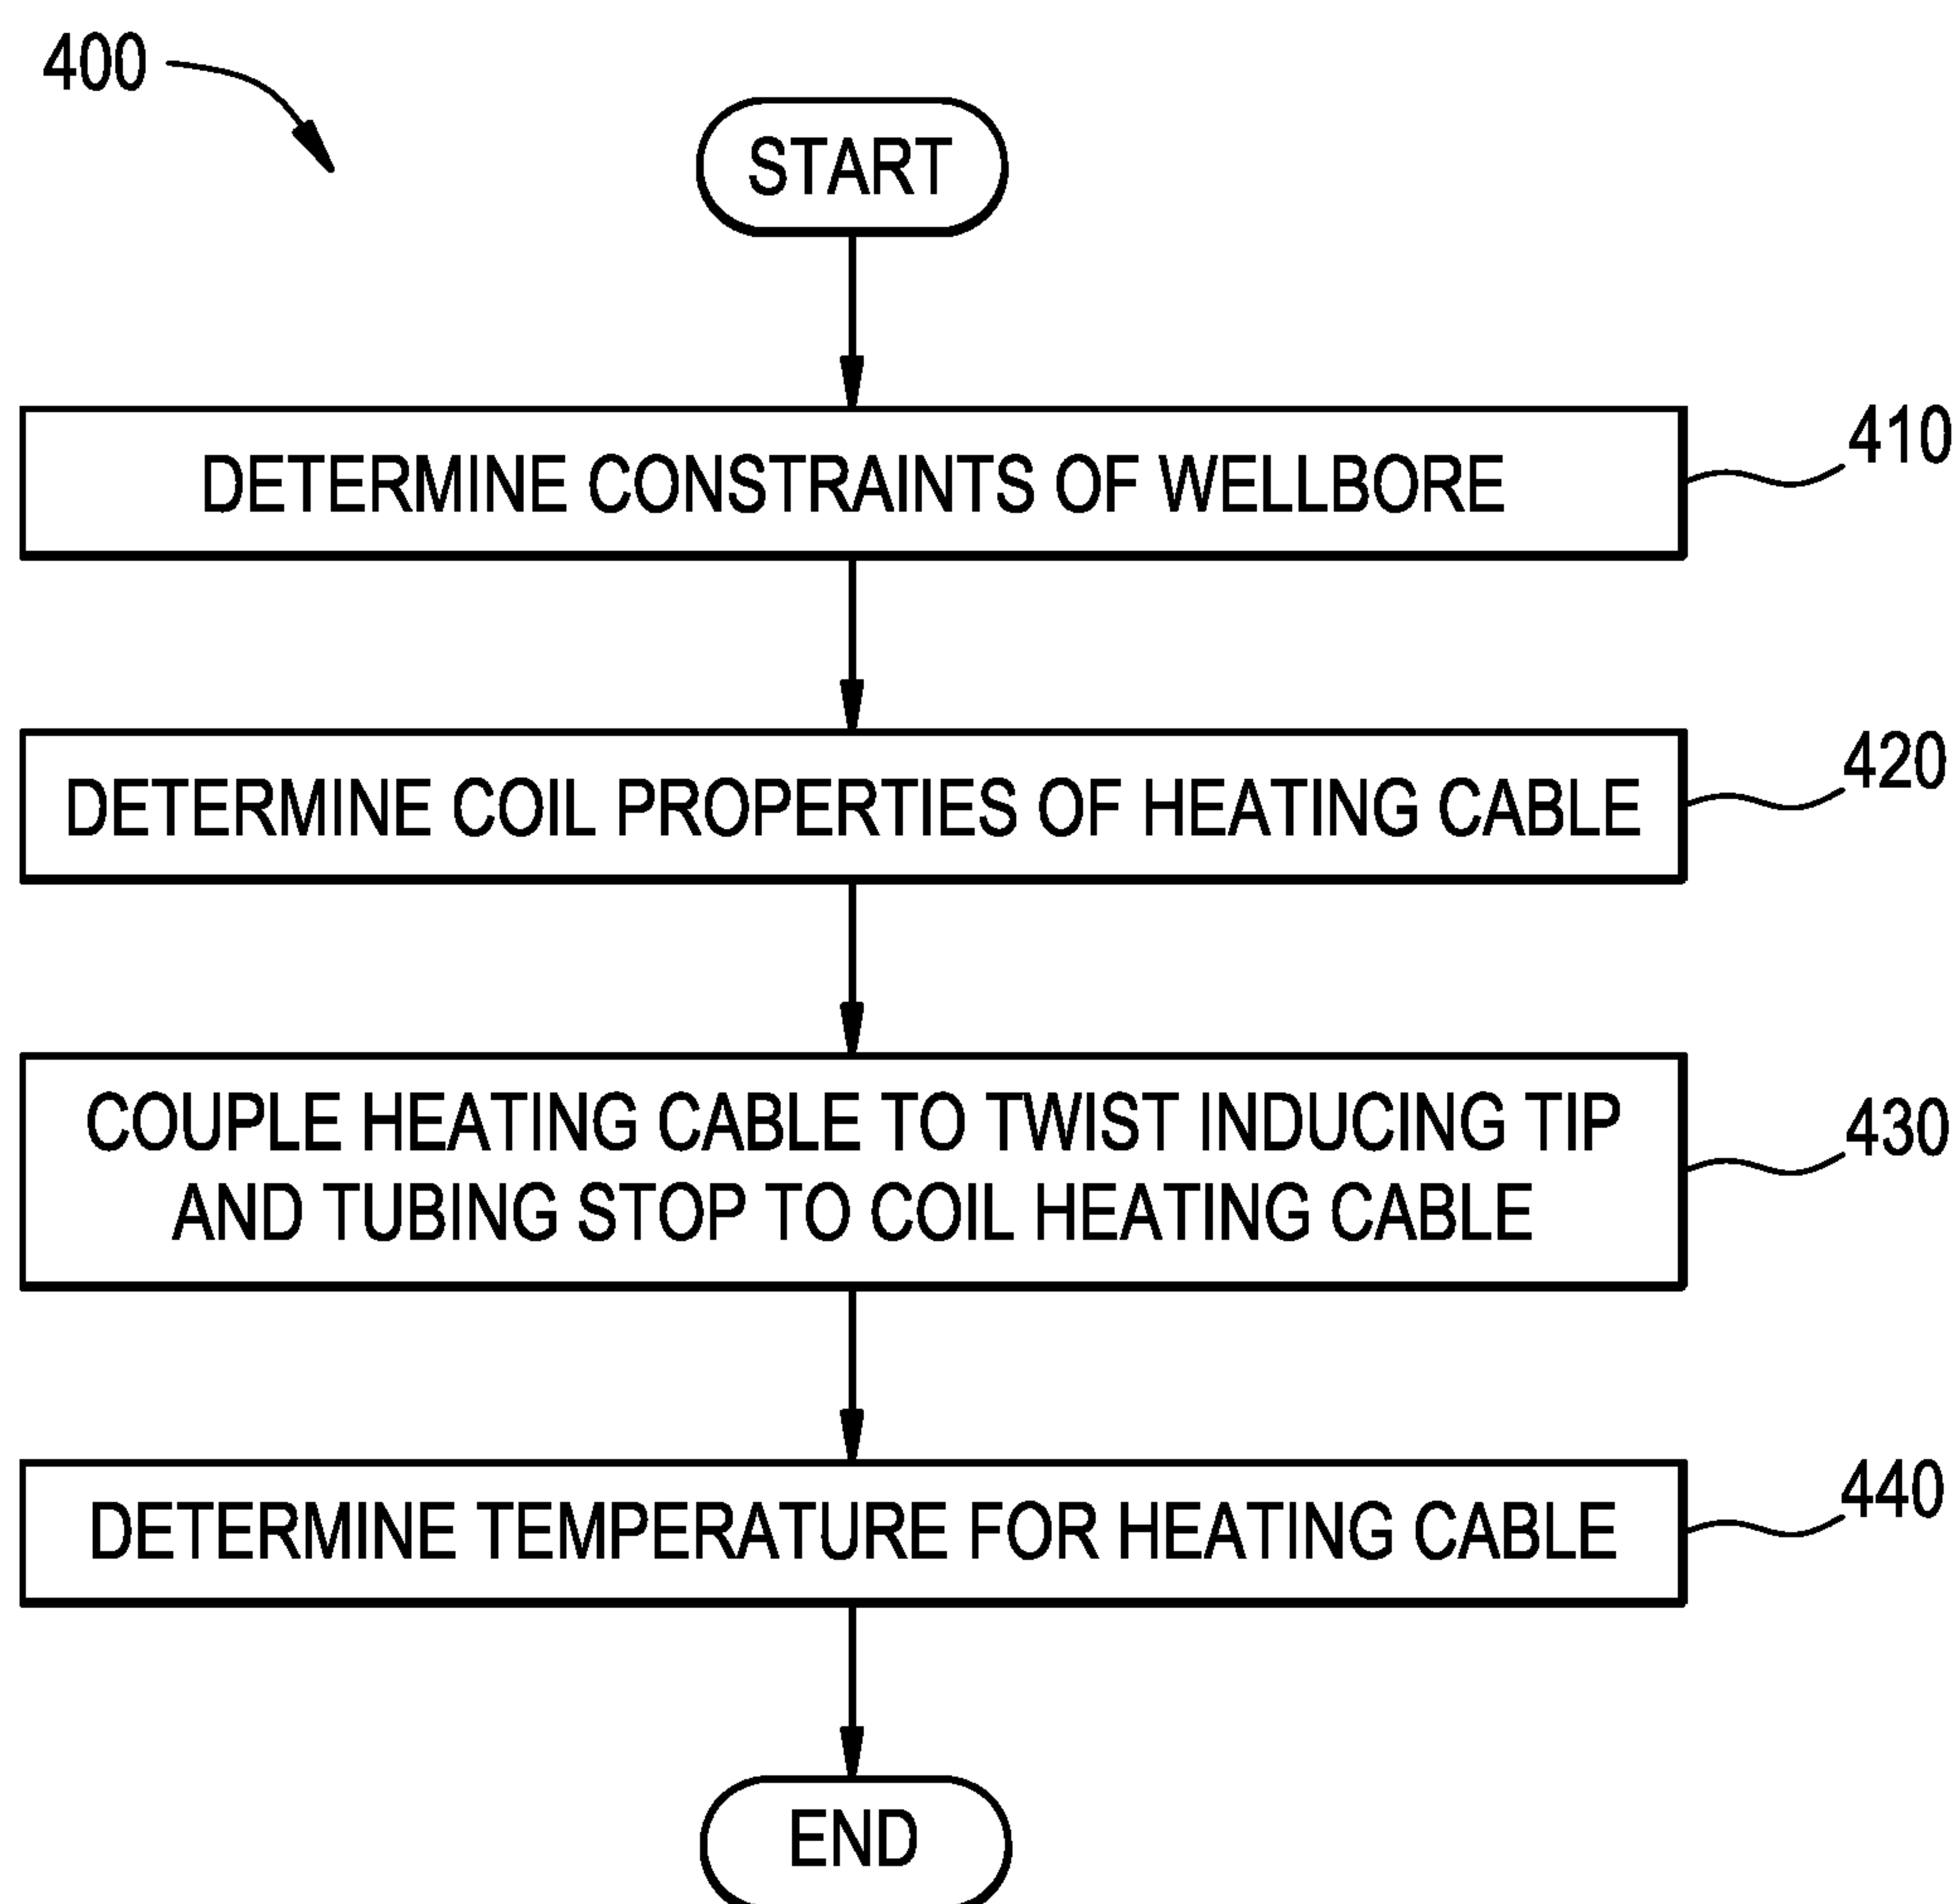 400
START
DETERMINE CONSTRAINTS OF WELLBORE
410
DETERMINE COIL PROPERTIES OF HEATING CABLE
420
COUPLE HEATING CABLE TO TWIST INDUCING TIP
AND TUBING STOP TO COIL HEATING CABLE
430
DETERMINE TEMPERATURE FOR HEATING CABLE
440
END